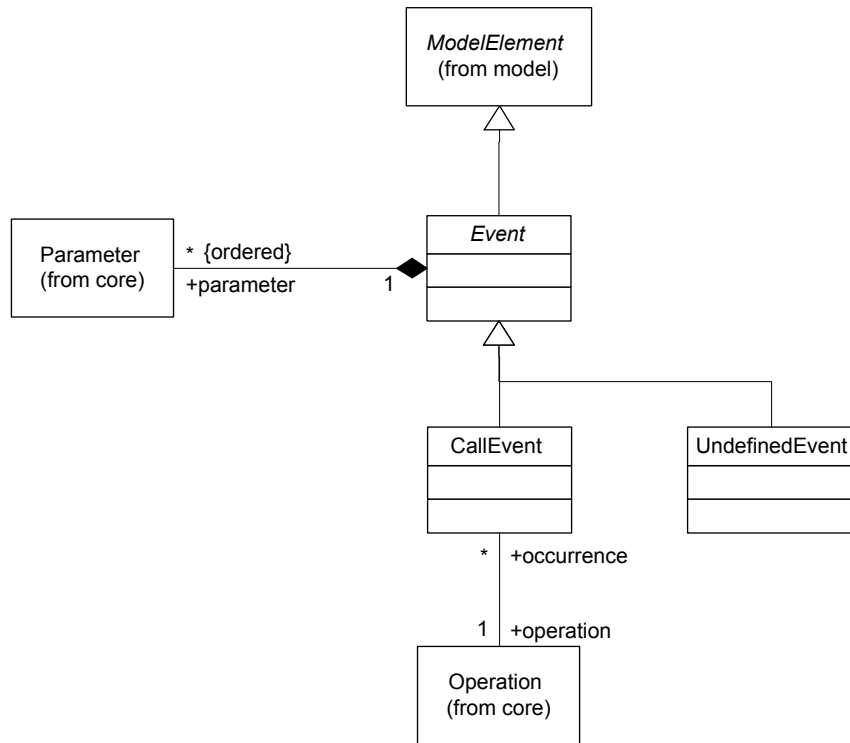 ModelElement
(from model)
Parameter
(from core)
* {ordered}
+parameter
1
Event
CallEvent
UndefinedEvent
* +occurrence
1 +operation
Operation
(from core)